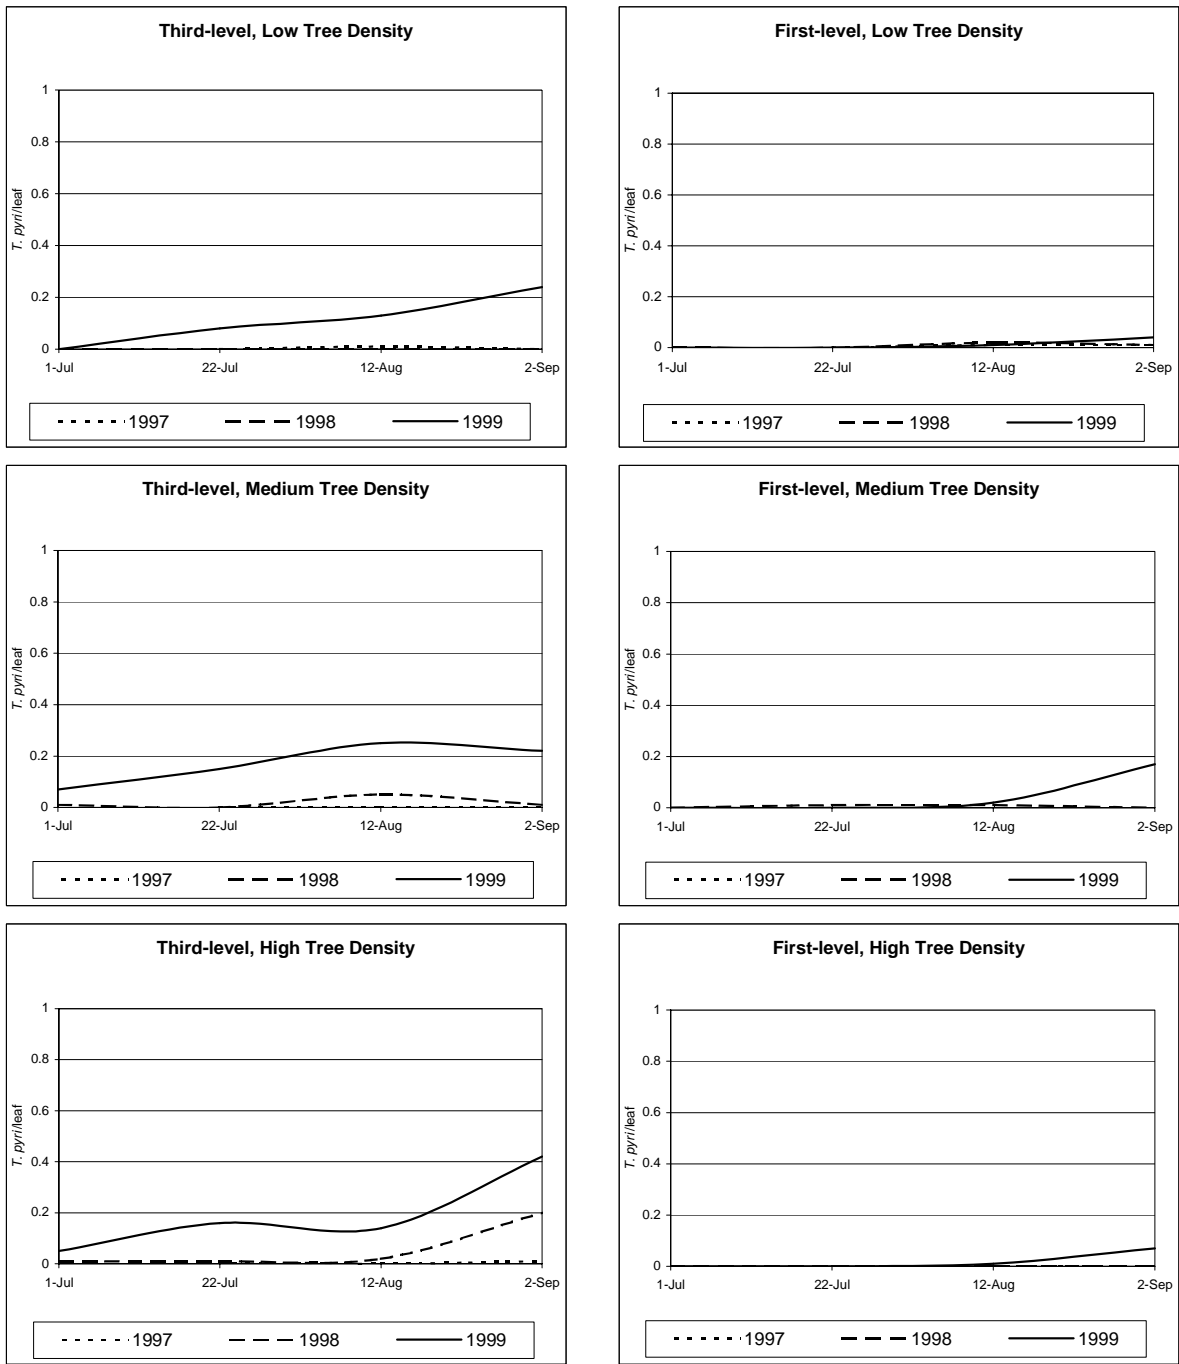 Third-level, Low Tree Density
1
0.8
0.6
0.4
0.2
0
T. pyri/leaf
1-Jul 22-Jul 12-Aug 2-Sep
1997 1998 1999
First-level, Low Tree Density
1
0.8
0.6
0.4
0.2
0
T. pyri/leaf
1-Jul 22-Jul 12-Aug 2-Sep
1997 1998 1999
Third-level, Medium Tree Density
1
0.8
0.6
0.4
0.2
0
T. pyri/leaf
1-Jul 22-Jul 12-Aug 2-Sep
1997 1998 1999
First-level, Medium Tree Density
1
0.8
0.6
0.4
0.2
0
T. pyri/leaf
1-Jul 22-Jul 12-Aug 2-Sep
1997 1998 1999
Third-level, High Tree Density
1
0.8
0.6
0.4
0.2
0
T. pyri/leaf
1-Jul 22-Jul 12-Aug 2-Sep
1997 1998 1999
First-level, High Tree Density
1
0.8
0.6
0.4
0.2
0
T. pyri/leaf
1-Jul 22-Jul 12-Aug 2-Sep
1997 1998 1999